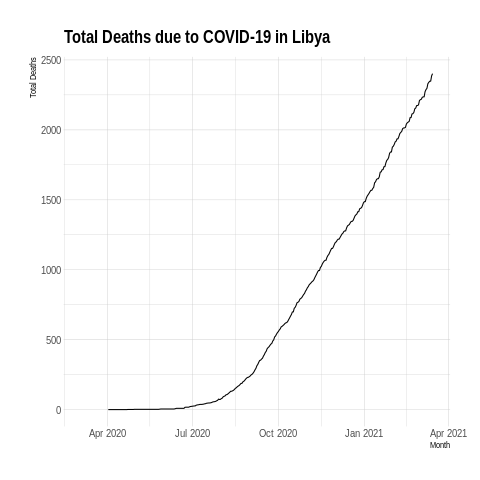 Total Deaths due to COVID-19 in Libya
Total Deaths
2500
2000
1500
1000
500
0
Apr 2020
Jul 2020
Oct 2020
Jan 2021
Apr 2021
Month